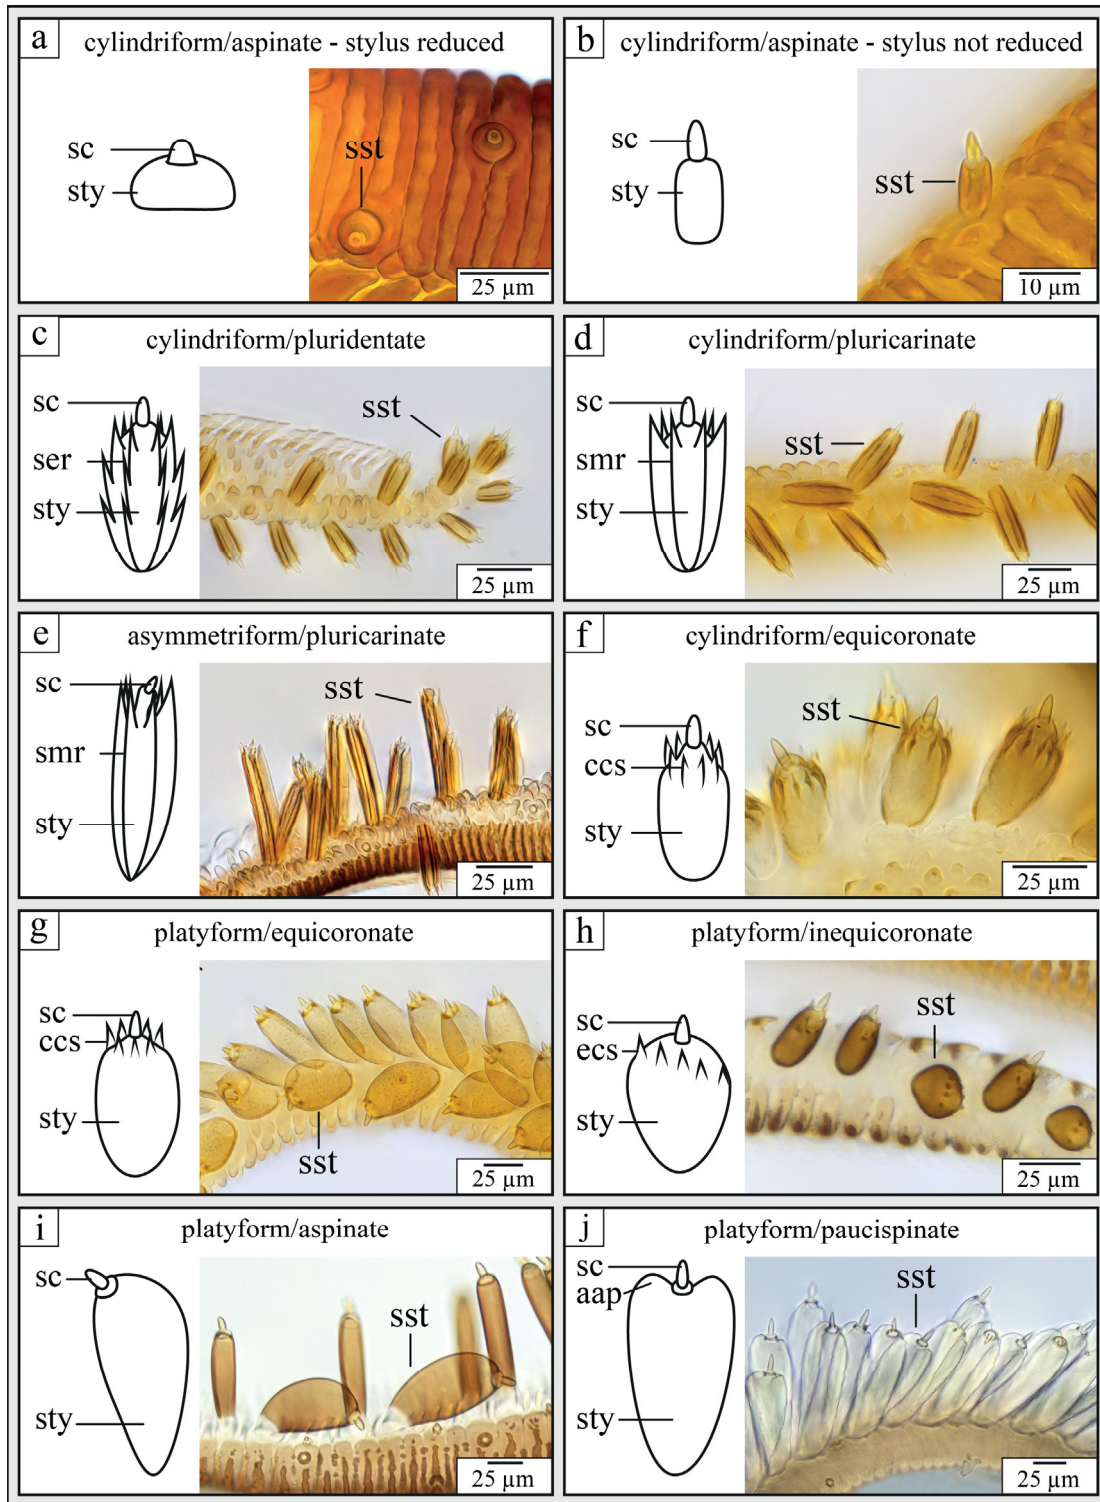 a
cylindriform/aspinate - stylus reduced
sc
sty
sst
25 µm
b
cylindriform/aspinate - stylus not reduced
sc
sty
sst
10 µm
c
cylindriform/pluridentate
sc
ser
sty
sst
25 µm
d
cylindriform/pluricarinate
sc
smr
sty
sst
25 µm
e
asymmetriform/pluricarinate
sc
smr
sty
sst
25 µm
f
cylindriform/equicoronate
sc
ccs
sty
sst
25 µm
g
platyform/equicoronate
sc
ccs
sty
sst
25 µm
h
platyform/inequicoronate
sc
ecs
sty
sst
25 µm
i
platyform/aspinate
sc
sty
sst
25 µm
j
platyform/paucispinate
sc
aap
sty
sst
25 µm